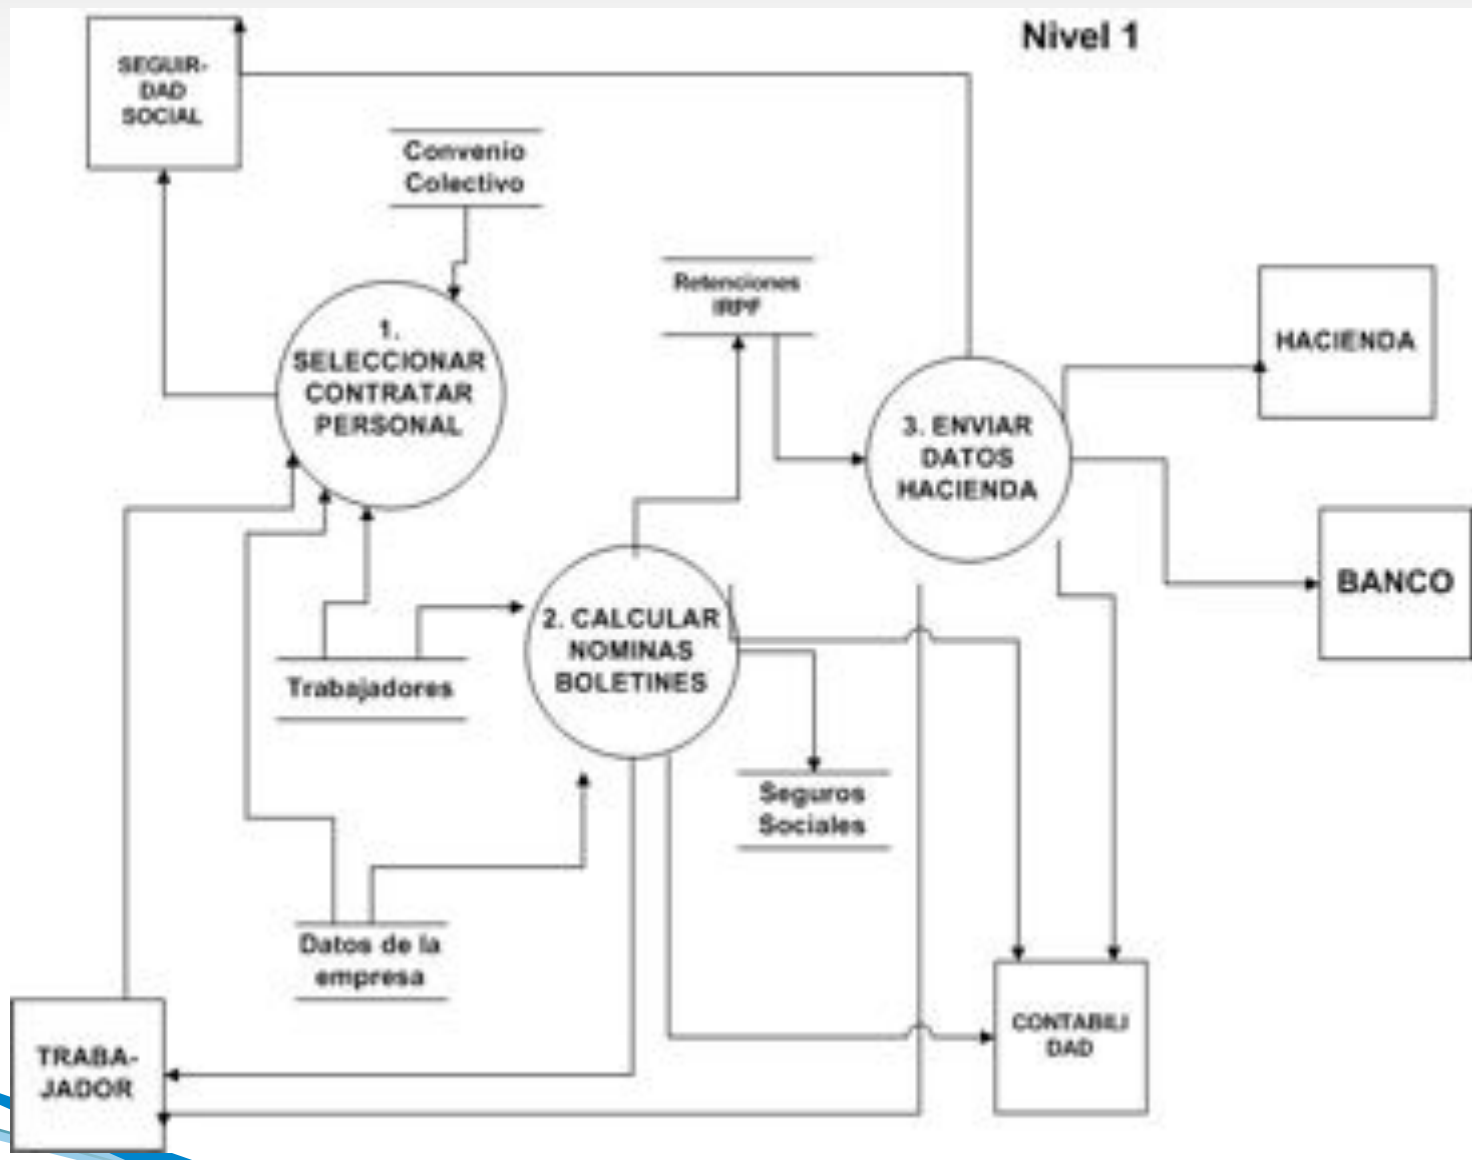 Nivel 1
SEGUIR-
DAD
SOCIAL
Convenio
Colectivo
Retenciones
IRPF
HACIENDA
1.
SELECCIONAR
CONTRATAR
PERSONAL
3. ENVIAR
DATOS
HACIENDA
BANCO
2. CALCULAR
NOMINAS
BOLETINES
Trabajadores
Seguros
Sociales
Datos de la
empresa
CONTABILI
DAD
TRABA-
JADOR